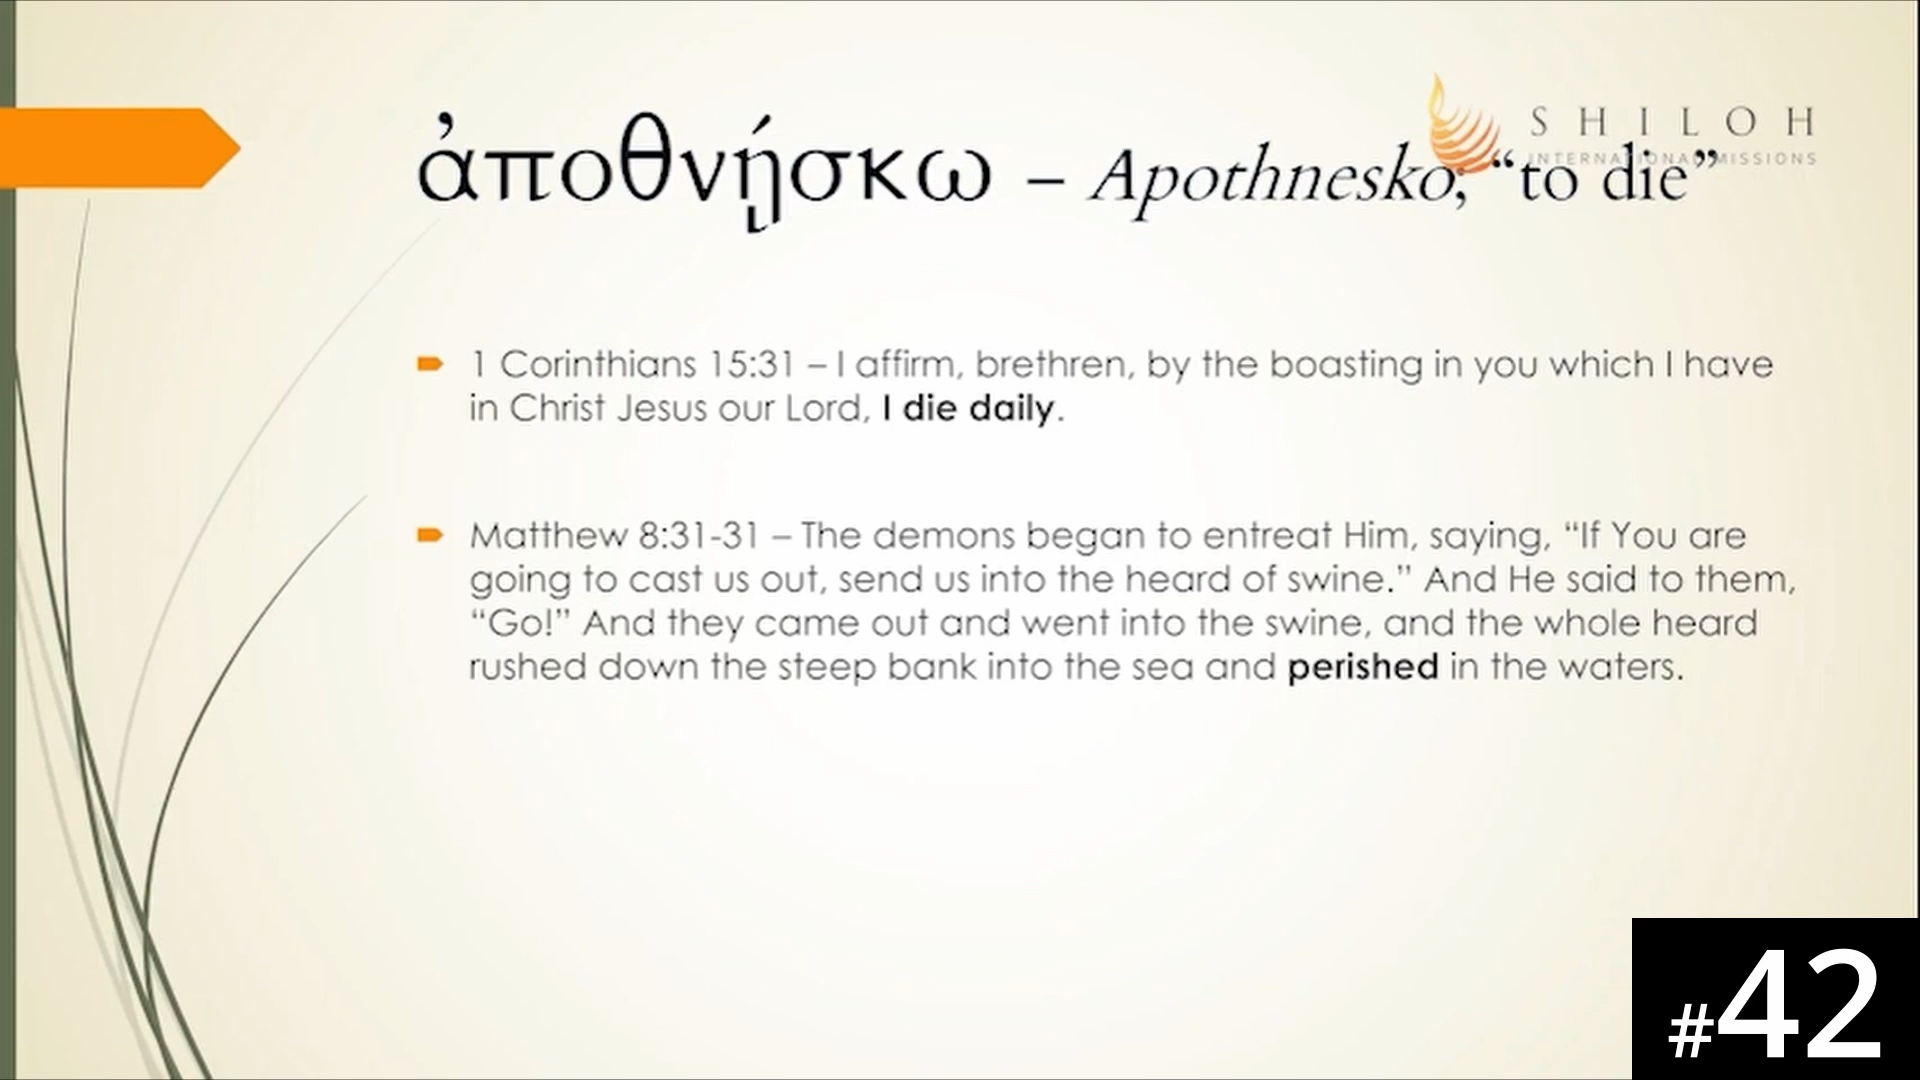 ἀποθνῄσκω – Apothnesko, “to die”
SHILOH
INTERNATIONAL MISSIONS
1 Corinthians 15:31 – I affirm, brethren, by the boasting in you which I have
in Christ Jesus our Lord, I die daily.
Matthew 8:31-31 – The demons began to entreat Him, saying, “If You are
going to cast us out, send us into the heard of swine.” And He said to them,
“Go!” And they came out and went into the swine, and the whole heard
rushed down the steep bank into the sea and perished in the waters.
#42